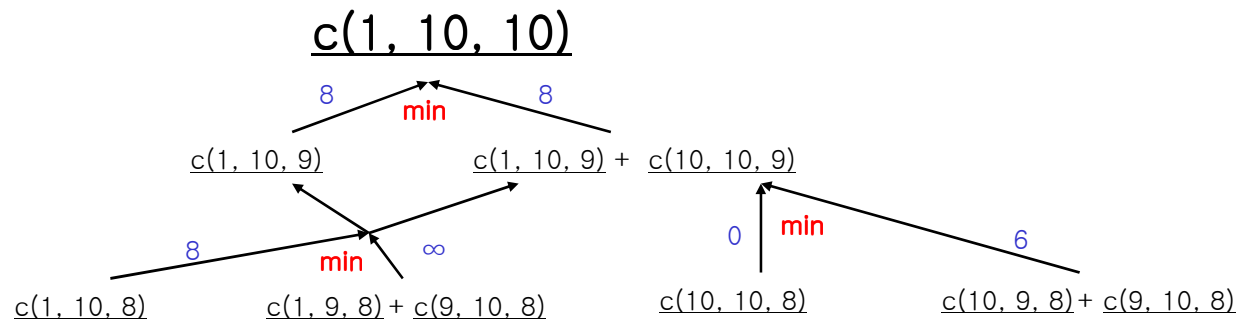 c(1, 10, 10)
8 min 8
c(1, 10, 9) c(1, 10, 9) + c(10, 10, 9)
8 min ∞ 0 min 6
c(1, 10, 8) c(1, 9, 8) + c(9, 10, 8) c(10, 10, 8) c(10, 9, 8) + c(9, 10, 8)